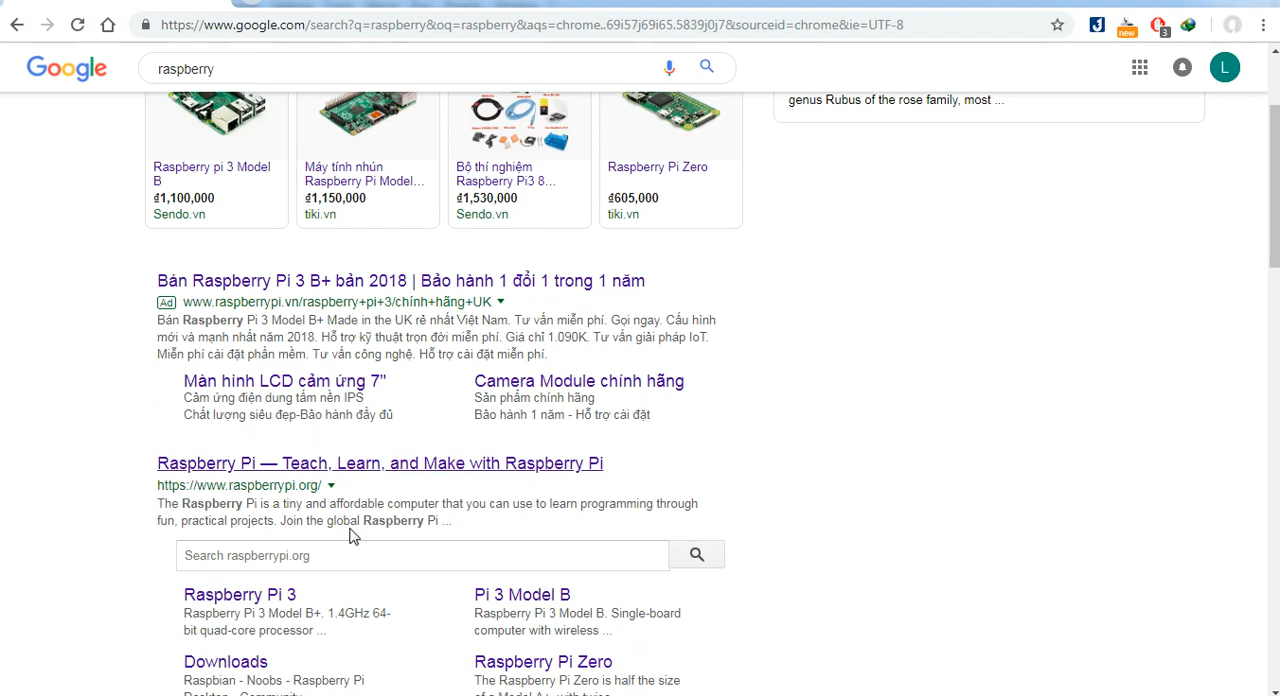 https://www.google.com/search?q=raspberry&oq=raspberry&aqs=chrome..69i57j69i65.5839j0j7&sourceid=chrome&ie=UTF-8
new
3
Google
raspberry
L
genus Rubus of the rose family, most ...
Raspberry pi 3 Model B
₫1,100,000
Sendo.vn
Máy tính nhún
Raspberry Pi Model...
₫1,150,000
tiki.vn
Bộ thí nghiệm
Raspberry Pi3 8...
₫1,530,000
Sendo.vn
Raspberry Pi Zero
₫605,000
tiki.vn
Bán Raspberry Pi 3 B+ bản 2018 | Bảo hành 1 đổi 1 trong 1 năm
Ad www.raspberrypi.vn/raspberry+pi+3/chính+hãng+UK
Bán Raspberry Pi 3 Model B+ Made in the UK rẻ nhất Việt Nam. Tư vấn miễn phí. Gọi ngay. Cấu hình
mới và mạnh nhất năm 2018. Hỗ trợ kỹ thuật trọn đời miễn phí. Giá chỉ 1.090K. Tư vấn giải pháp IoT.
Miễn phí cài đặt phần mềm. Tư vấn công nghệ. Hỗ trợ cài đặt miễn phí.
Màn hình LCD cảm ứng 7"
Cảm ứng điện dung tấm nền IPS
Chất lượng siêu đẹp-Bảo hành đầy đủ
Camera Module chính hãng
Sản phẩm chính hãng
Bảo hành 1 năm - Hỗ trợ cài đặt
Raspberry Pi — Teach, Learn, and Make with Raspberry Pi
https://www.raspberrypi.org/
The Raspberry Pi is a tiny and affordable computer that you can use to learn programming through
fun, practical projects. Join the global Raspberry Pi ...
Search raspberrypi.org
Raspberry Pi 3
Raspberry Pi 3 Model B+. 1.4GHz 64-
bit quad-core processor ...
Pi 3 Model B
Raspberry Pi 3 Model B. Single-board
computer with wireless ...
Downloads
Raspbian - Noobs - Raspberry Pi
Desktop - Community
Raspberry Pi Zero
The Raspberry Pi Zero is half the size
of a Model A+, with twice